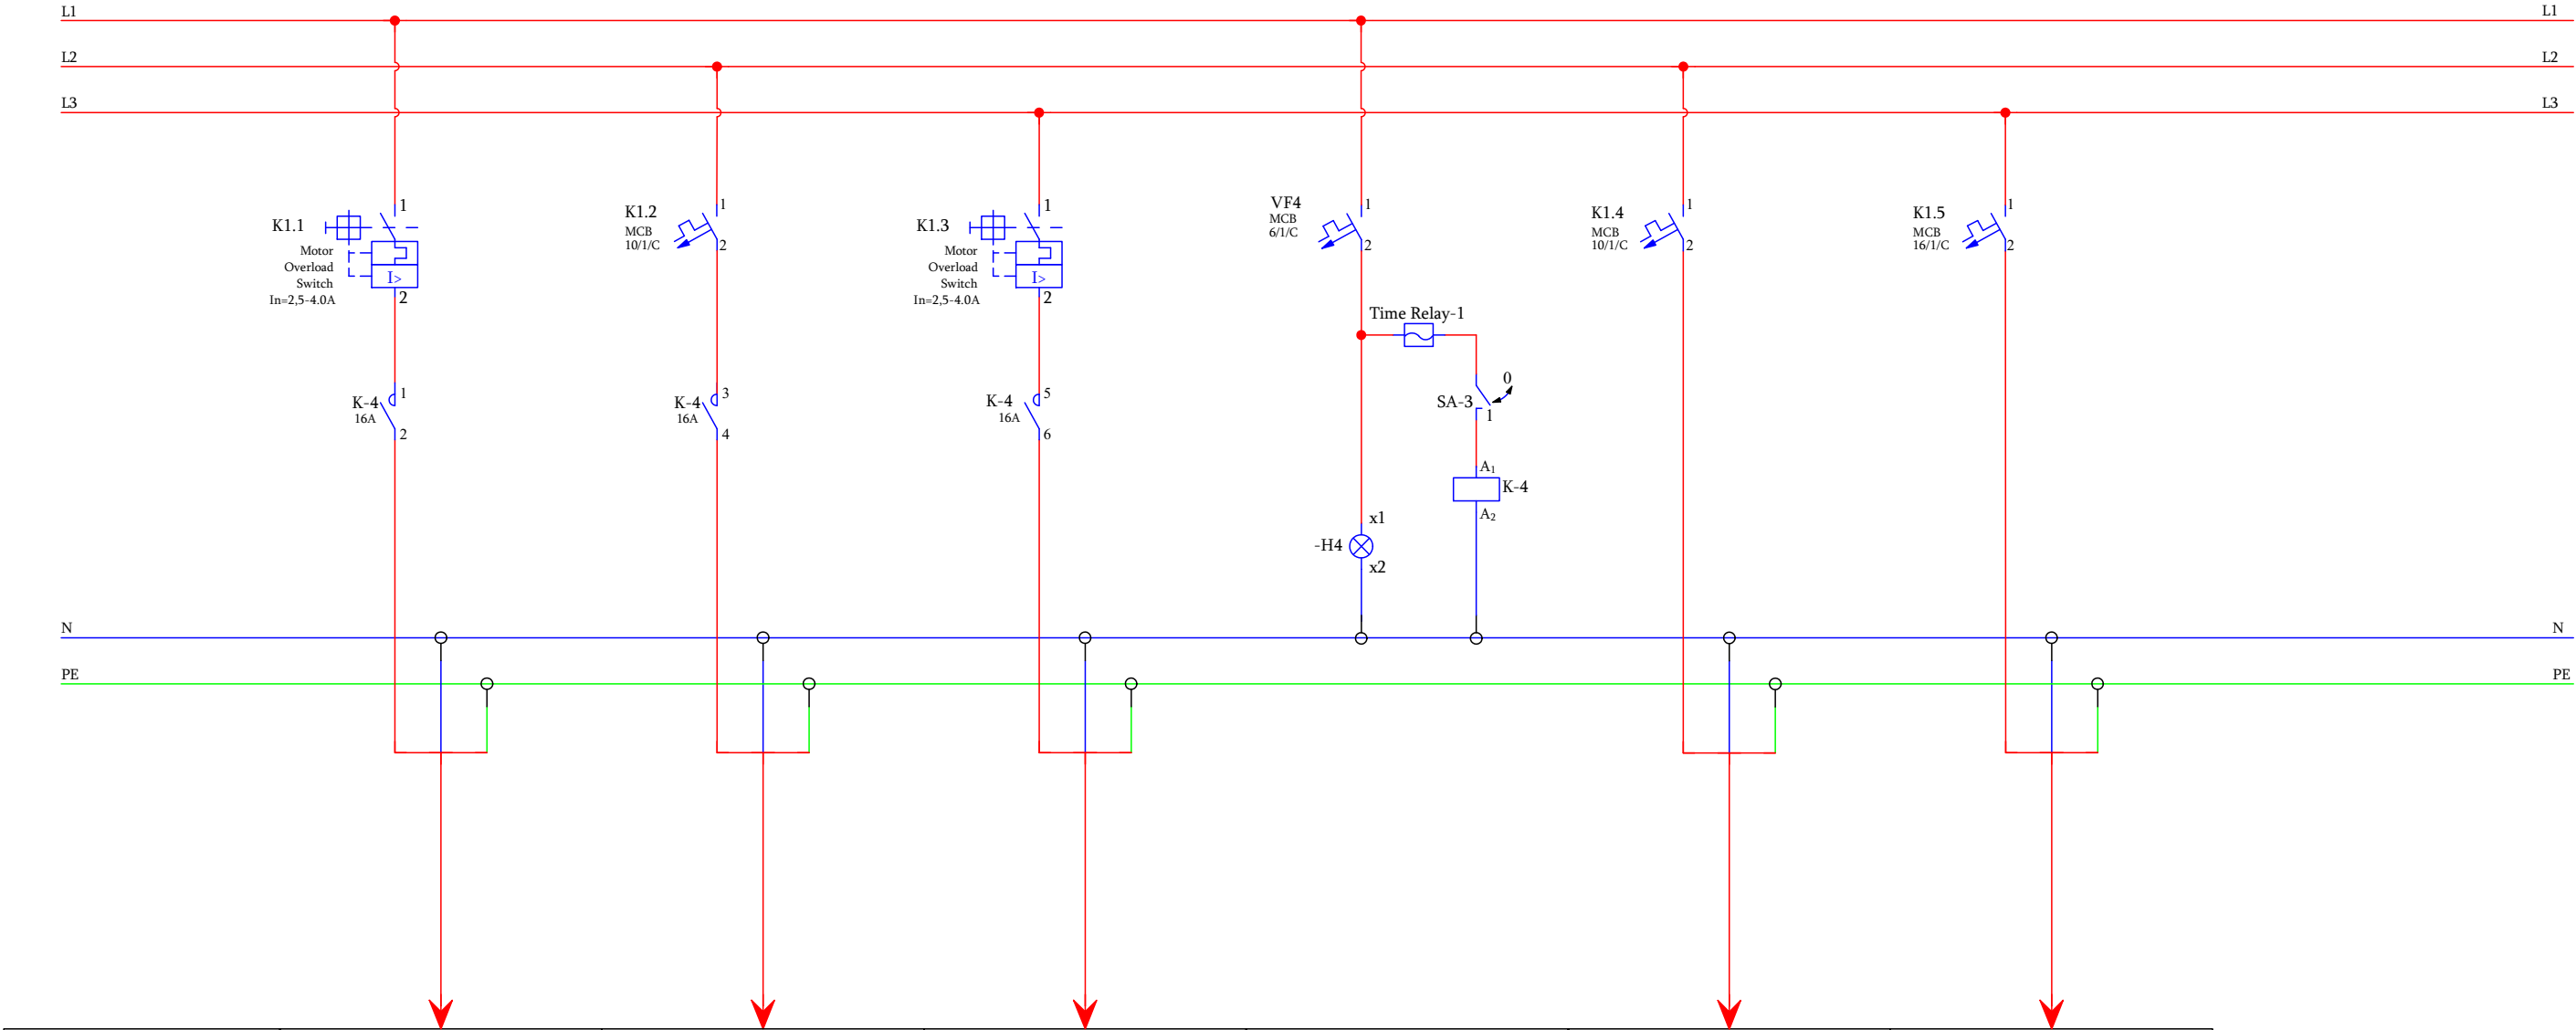 L1
L1
L2
L2
L3
L3
K1.1
1
Motor
Overload
Switch
In=2,5-4.0A
I>
2
K1.2
MCB
10/1/C
1
2
K1.3
1
Motor
Overload
Switch
In=2,5-4.0A
I>
2
VF4
MCB
6/1/C
1
2
K1.4
MCB
10/1/C
1
2
K1.5
MCB
16/1/C
1
2
Time Relay-1
K-4
16A
1
2
K-4
16A
3
4
K-4
16A
5
6
0
SA-3
1
A1
K-4
A2
x1
-H4
x2
N
N
PE
PE